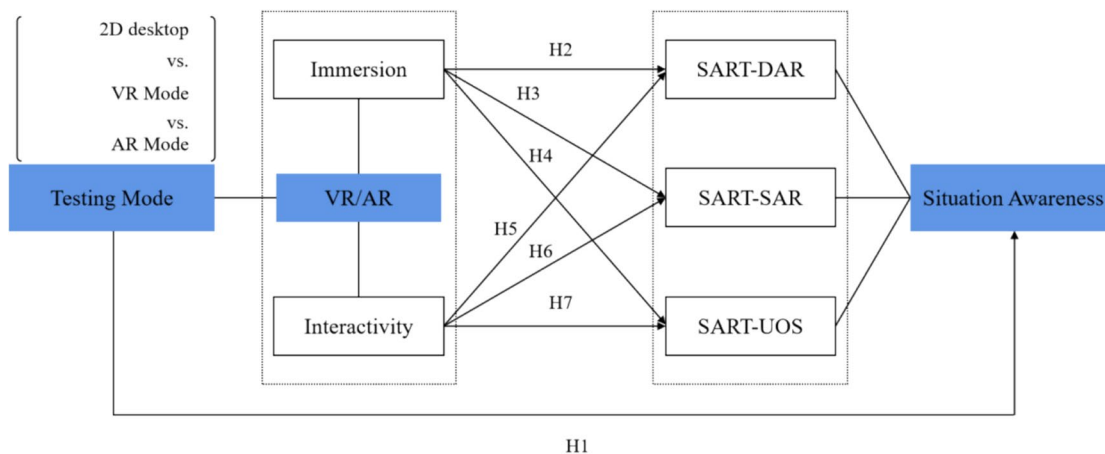 2D desktop
vs.
VR Mode
vs.
AR Mode
Testing Mode
Immersion
VR/AR
Interactivity
H2
H3
H4
H5
H6
H7
SART-DAR
SART-SAR
SART-UOS
Situation Awareness
H1